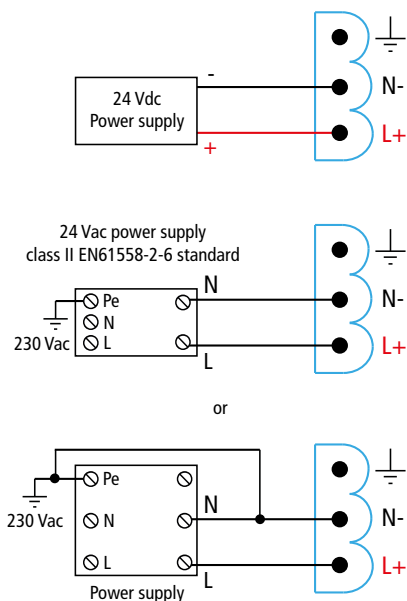 24 Vdc
Power supply
-
+
N-
L+
24 Vac power supply
class II EN61558-2-6 standard
Pe
N
L
230 Vac
N
L
N-
L+
or
Pe
N
L
230 Vac
N
L
Power supply
N-
L+